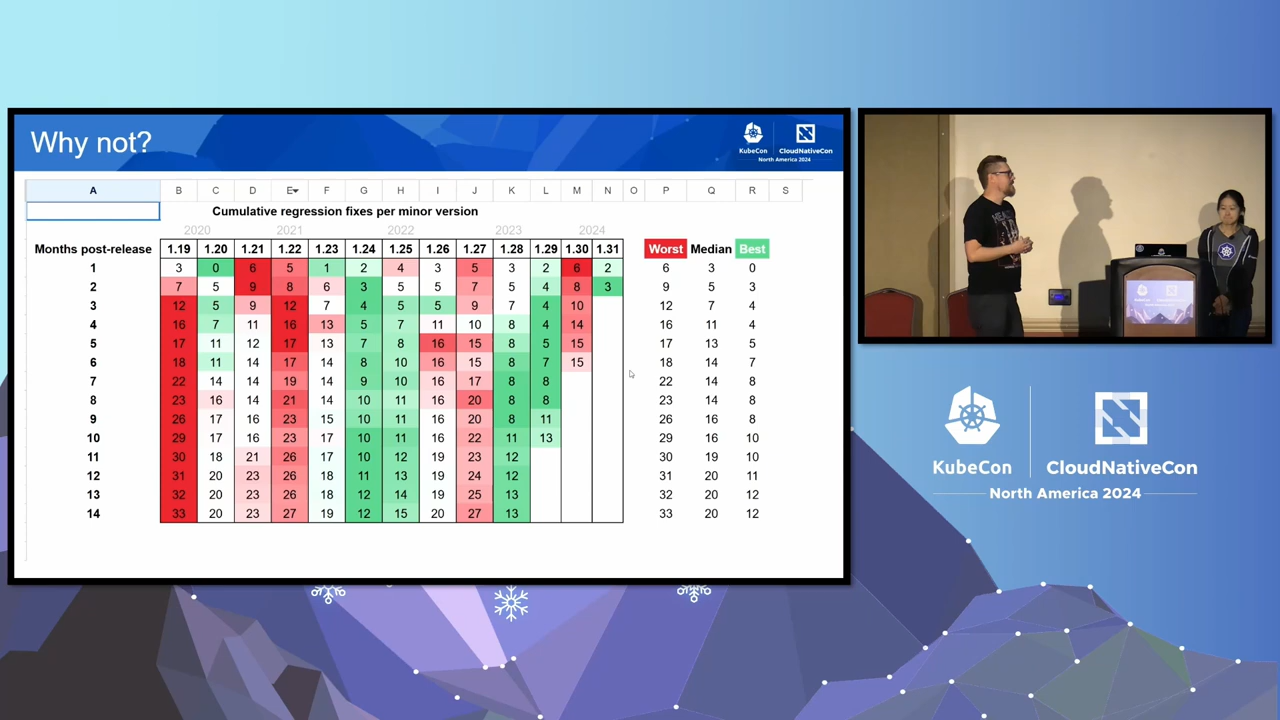 Why not?
KubeCon
CloudNativeCon
North America 2024
A B C D E F G H I J K L M N O P Q R S
Cumulative regression fixes per minor version
2020 2021 2022 2023 2024
Months post-release 1.19 1.20 1.21 1.22 1.23 1.24 1.25 1.26 1.27 1.28 1.29 1.30 1.31 Worst Median Best
1 3 0 6 5 1 2 4 3 5 3 2 6 2 6 3 0
2 7 5 9 8 6 3 5 5 7 5 4 8 3 9 5 3
3 12 5 9 12 7 4 5 5 9 7 4 10 12 7 4
4 16 7 11 16 13 5 7 11 10 8 4 14 16 11 4
5 17 11 12 17 13 7 8 16 15 8 5 15 17 13 5
6 18 11 14 17 14 8 10 16 15 8 7 15 18 14 7
7 22 14 14 19 14 9 10 16 17 8 8 22 14 8
8 23 16 14 21 14 10 11 16 20 8 8 23 14 8
9 26 17 16 23 15 10 11 16 20 8 11 26 16 8
10 29 17 16 23 17 10 11 16 22 11 13 29 16 10
11 30 18 21 26 17 10 12 19 23 12 30 19 10
12 31 20 23 26 18 11 13 19 24 12 31 20 11
13 32 20 23 26 18 12 14 19 25 13 32 20 12
14 33 20 23 27 19 12 15 20 27 13 33 20 12
KubeCon
CloudNativeCon
North America 2024